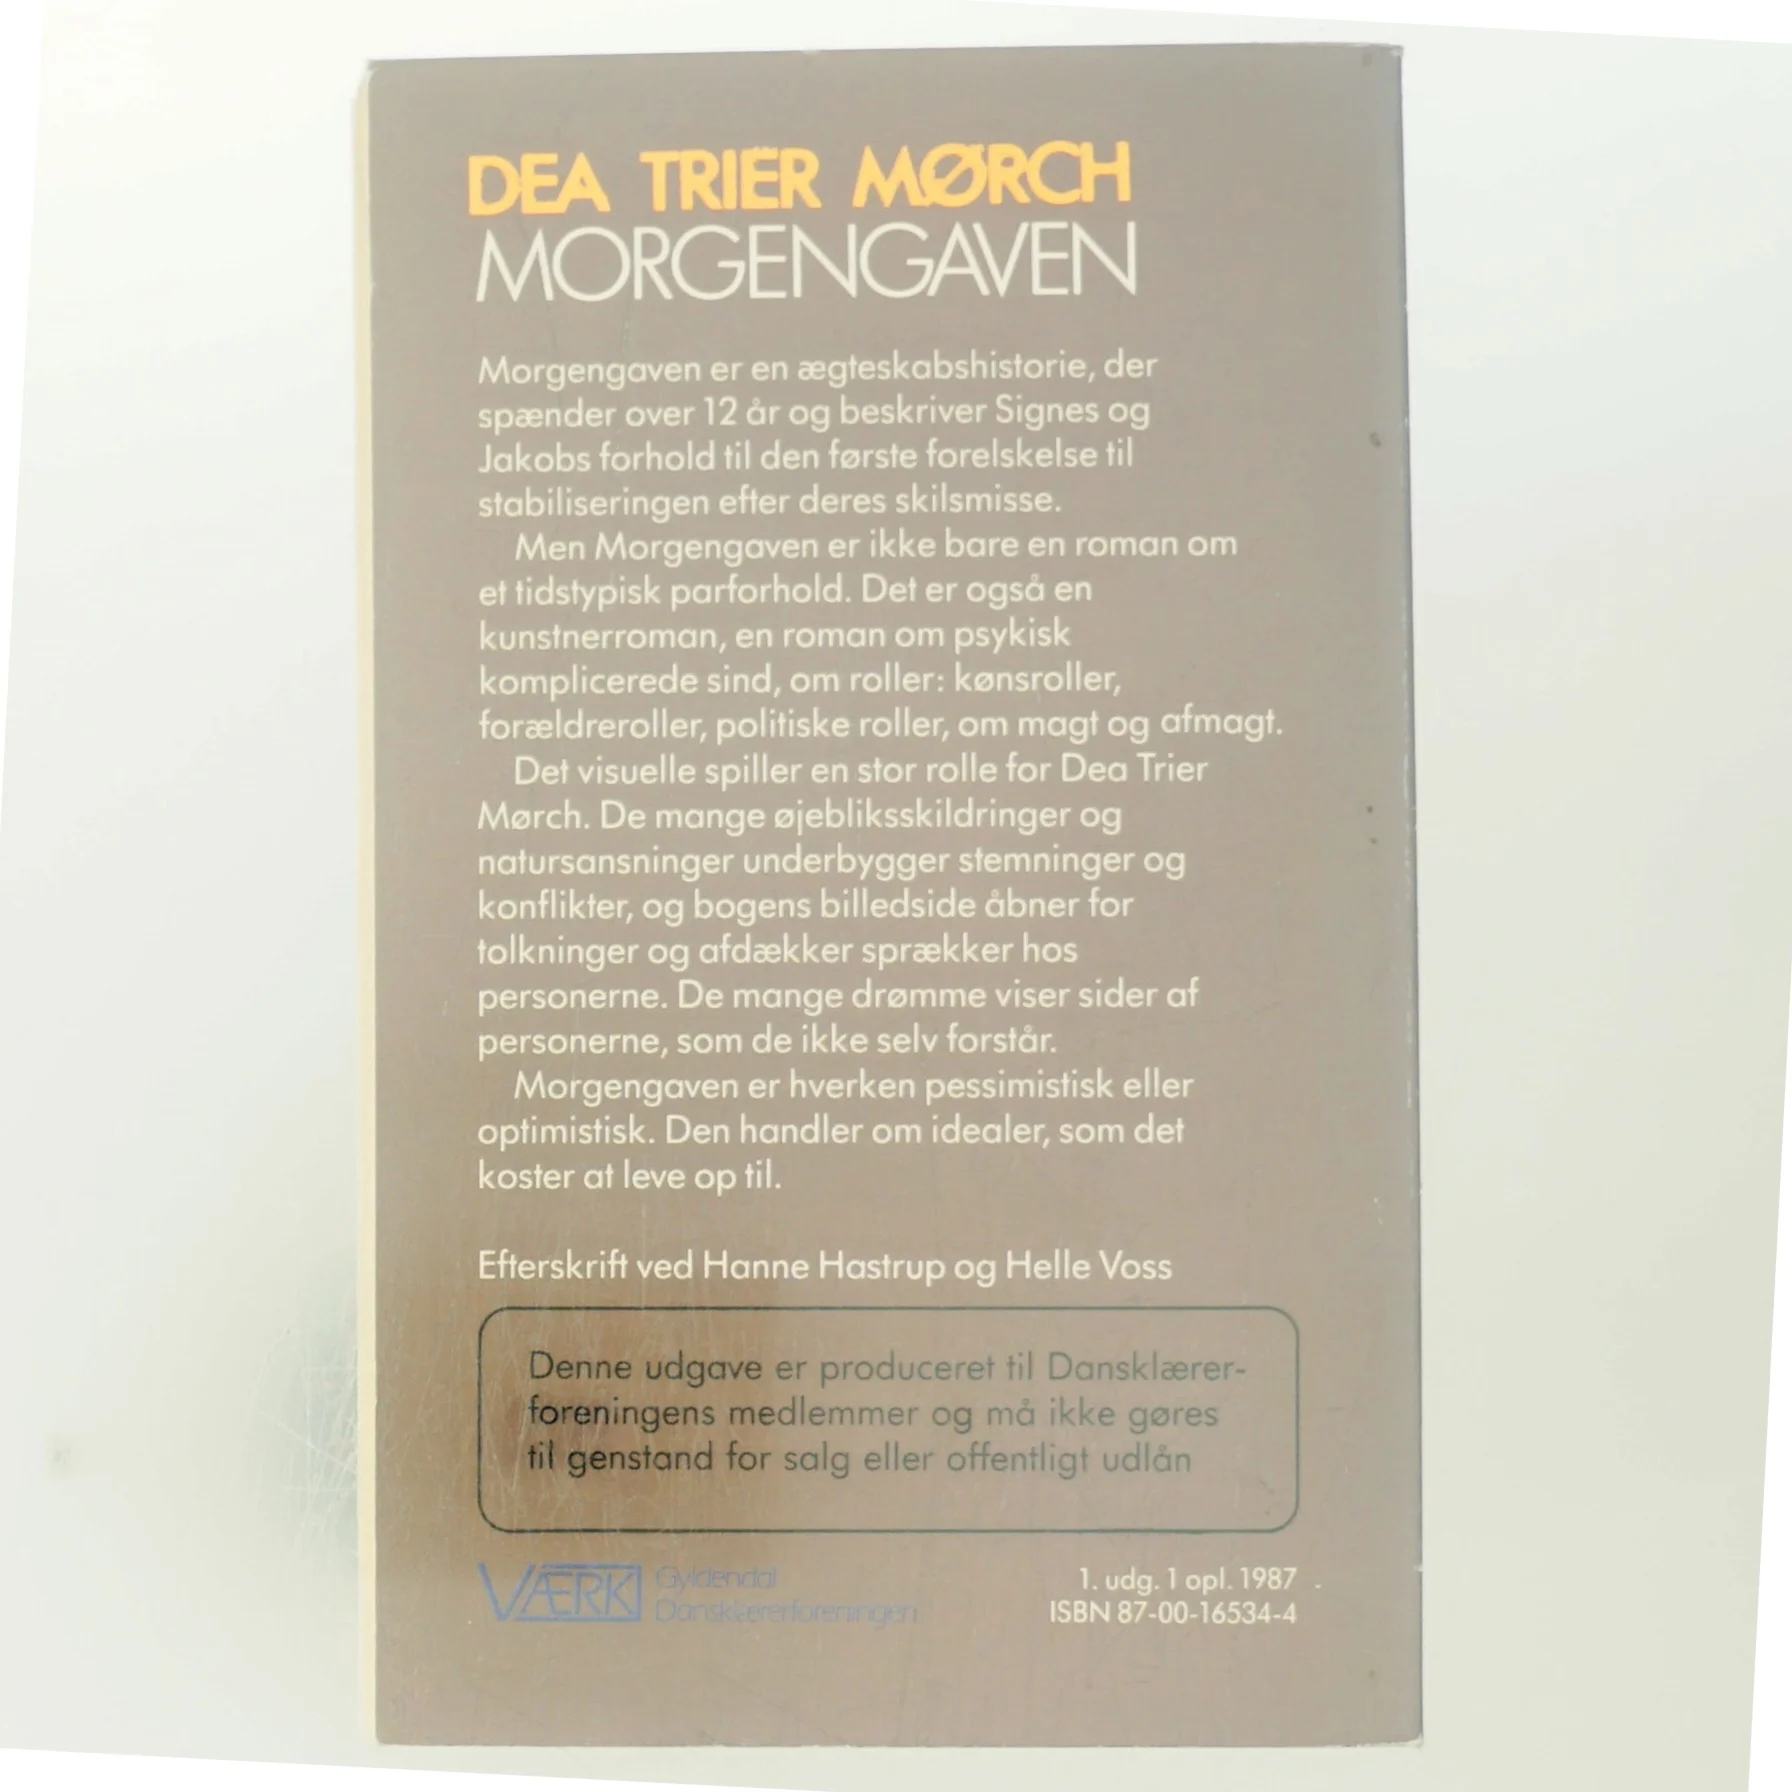 DEA TRIER MØRCH
MORGENGAVEN
Morgengaven er en ægteskabshistorie, der
spænder over 12 år og beskriver Signes og
Jakobs forhold til den første forelskelse til
stabiliseringen efter deres skilsmisse.
Men Morgengaven er ikke bare en roman om
et tidstypisk parforhold. Det er også en
kunstnerroman, en roman om psykisk
komplicerede sind, om roller: kønsroller,
forældreroller, politiske roller, om magt og afmagt.
Det visuelle spiller en stor rolle for Dea Trier
Mørch. De mange øjebliksskildringer og
natursansninger underbygger stemninger og
konflikter, og bogens billedside åbner for
tolkninger og afdækker sprækker hos
personerne. De mange drømme viser sider af
personerne, som de ikke selv forstår.
Morgengaven er hverken pessimistisk eller
optimistisk. Den handler om idealer, som det
koster at leve op til.
Efterskrift ved Hanne Hastrup og Helle Voss
Denne udgave er produceret til Dansklærer-
foreningens medlemmer og må ikke gøres
til genstand for salg eller offentligt udlån
VÆRK Gyldendal
Dansklærerforeningen
1. udg. 1 opl. 1987
ISBN 87-00-16534-4